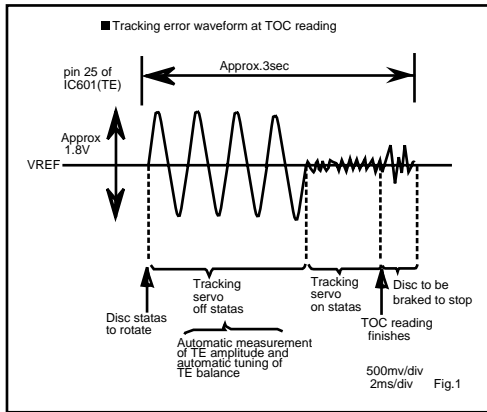 ■ Tracking error waveform at TOC reading
pin 25 of
IC601(TE)
Approx.3sec
Approx
1.8V
VREF
Disc statas
to rotate
Tracking
servo
off statas
Automatic measurement
of TE amplitude and
automatic tuning of
TE balance
Tracking
servo
on statas
Disc to be
braked to stop
TOC reading
finishes
500mv/div
2ms/div
Fig.1